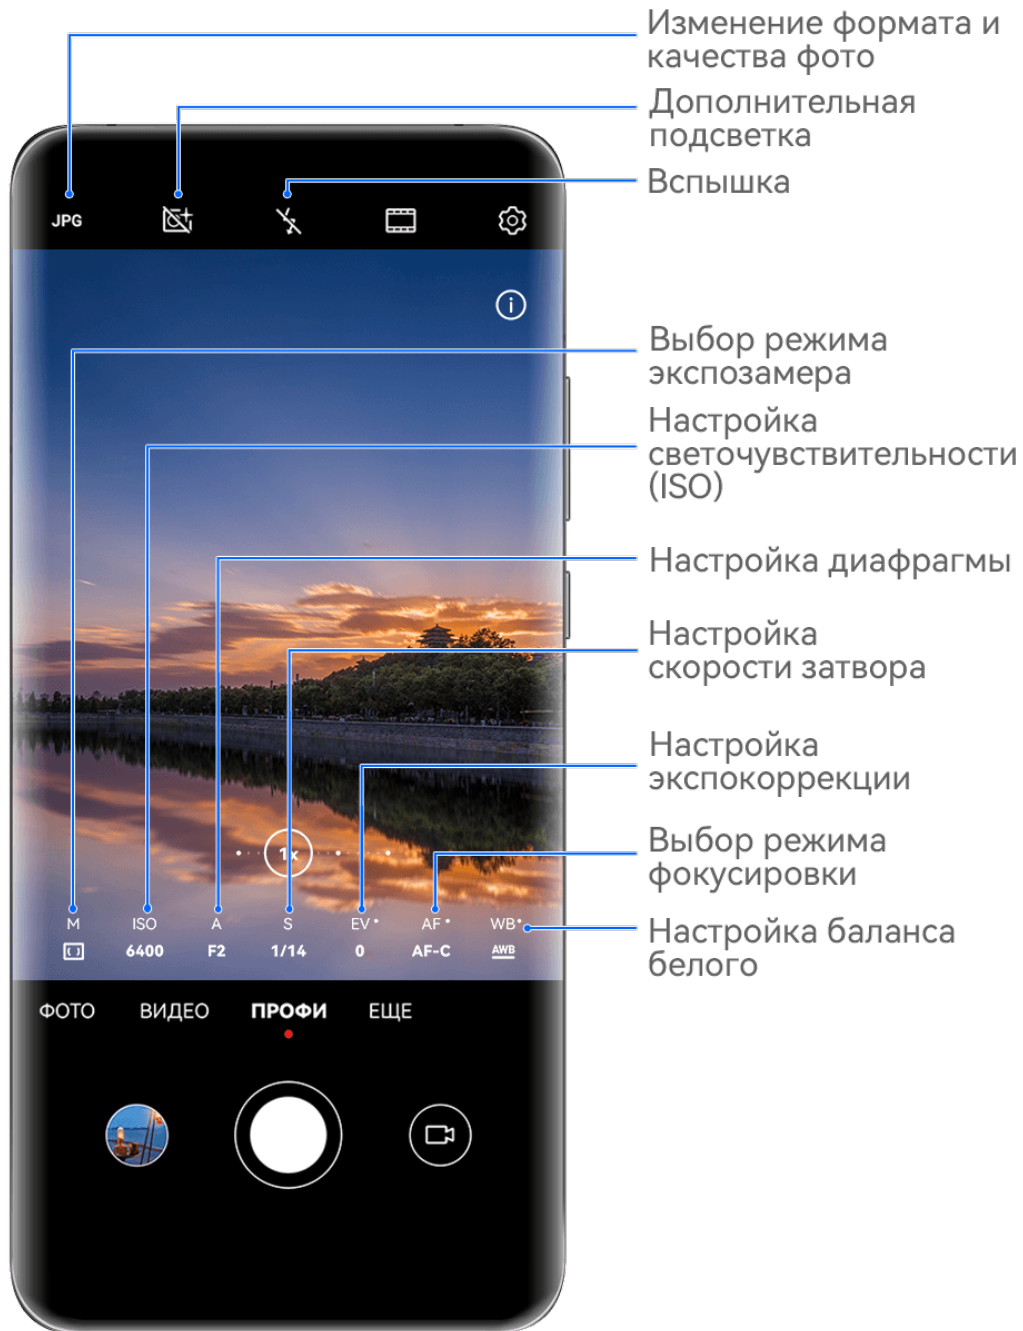 Изменение формата и
качества фото
Дополнительная
подсветка
Вспышка
JPG
Выбор режима
экспозамера
Настройка
светочувствительности
(ISO)
Настройка диафрагмы
Настройка
скорости затвора
Настройка
экспокоррекции
Выбор режима
фокусировки
Настройка баланса
белого
1x
M ISO A S EV AF WB
6400 F2 1/14 0 AF-C AWB
ФОТО ВИДЕО ПРОФИ ЕЩЕ